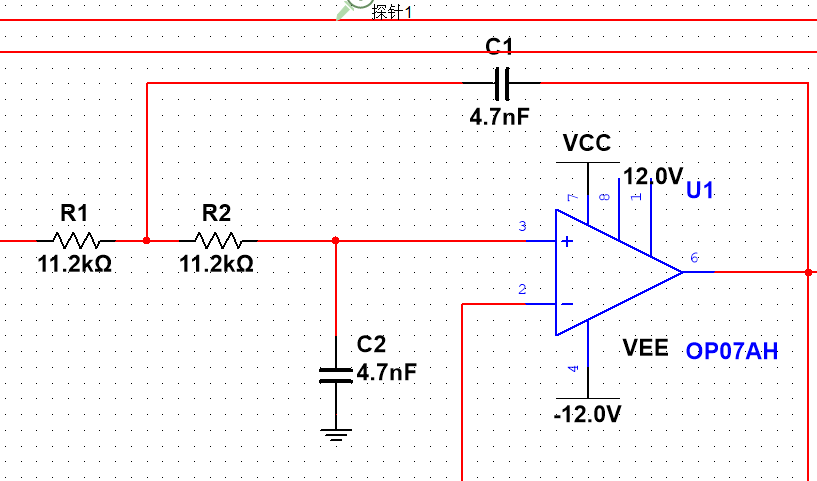 探针1
C1
4.7nF
VCC
12.0V
U1
7
8
1
R1
R2
3
6
11.2kΩ
11.2kΩ
2
C2
VEE
OP07AH
4.7nF
4
-12.0V